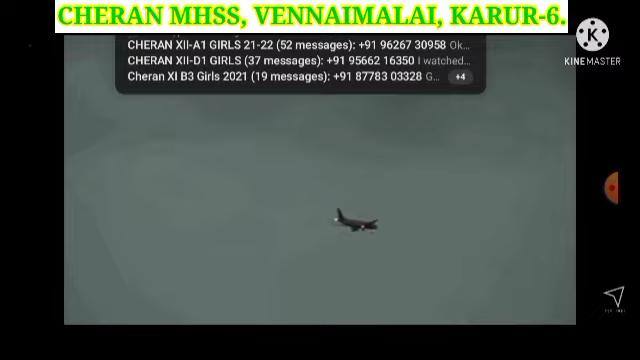 CHERAN MHSS, VENNAIMALAI, KARUR-6.
CHERAN XII-A1 GIRLS 21-22 (52 messages): +91 96267 30958 Ok...
CHERAN XII-D1 GIRLS (37 messages): +91 95662 16350 I watched...
Cheran XI B3 Girls 2021 (19 messages): +91 87783 03328 G...
+4
K
KINEMASTER